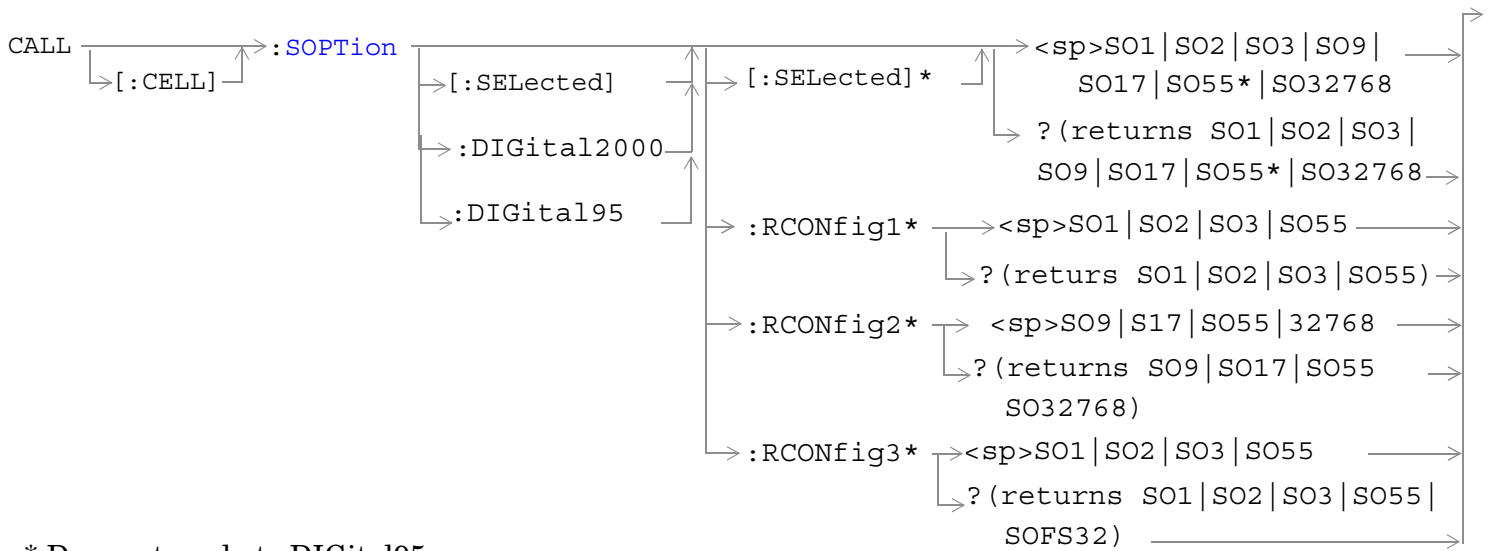 CALL :SOPTion <sp>SO1|SO2|SO3|SO9|
[:CELL] [:SELected] [:SELected]* SO17|SO55*|SO32768
?(returns SO1|SO2|SO3|
:DIGital2000
SO9|SO17|SO55*|SO32768
:DIGital95
:RCONfig1* <sp>SO1|SO2|SO3|SO55
?(returs SO1|SO2|SO3|SO55)
:RCONfig2* <sp>SO9|S17|SO55|32768
?(returns SO9|SO17|SO55
SO32768)
:RCONfig3* <sp>SO1|SO2|SO3|SO55
?(returns SO1|SO2|SO3|SO55|
SOFS32)